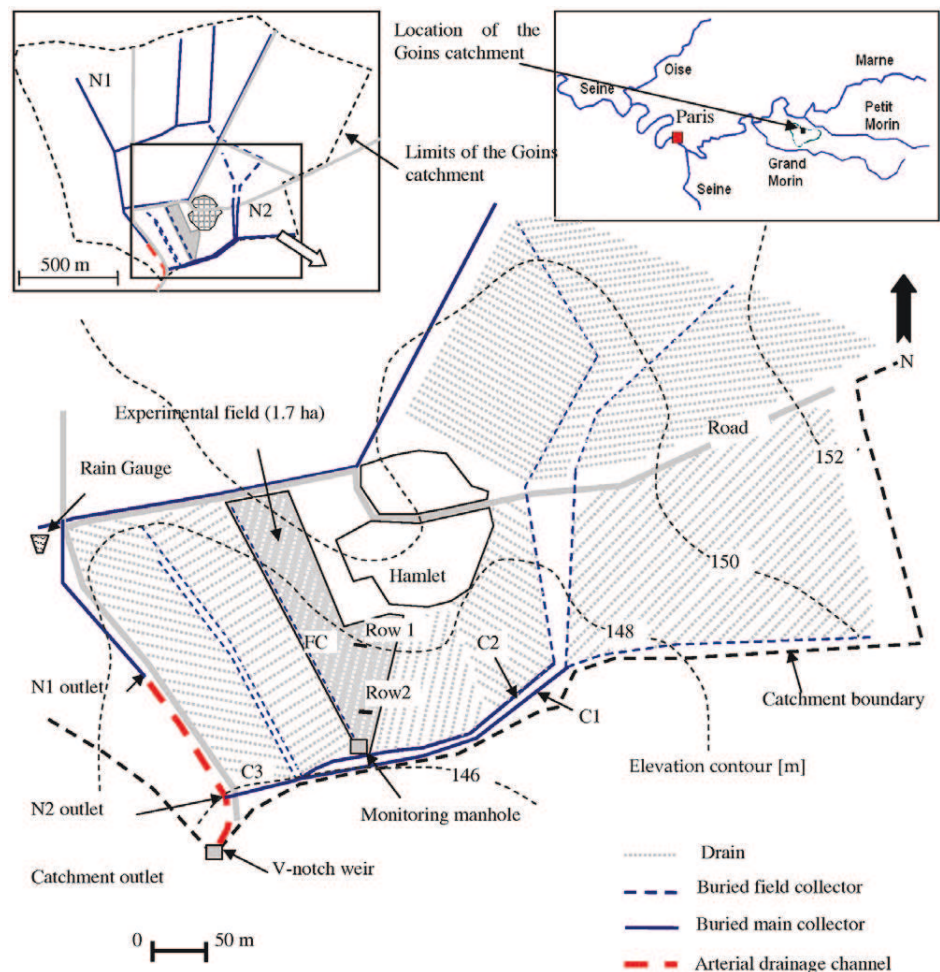 N1
N2
500 m
Limits of the Goins
catchment
Location of the
Goins catchment
Oise
Seine
Paris
Seine
Marne
Petit
Morin
Grand
Morin
N
Experimental field (1.7 ha)
Rain Gauge
Road
152
150
148
146
Hamlet
Row 1
Row2
FC
C2
C1
C3
N1 outlet
N2 outlet
Catchment outlet
V-notch weir
Monitoring manhole
Catchment boundary
Elevation contour [m]
0 50 m
Drain
Buried field collector
Buried main collector
Arterial drainage channel